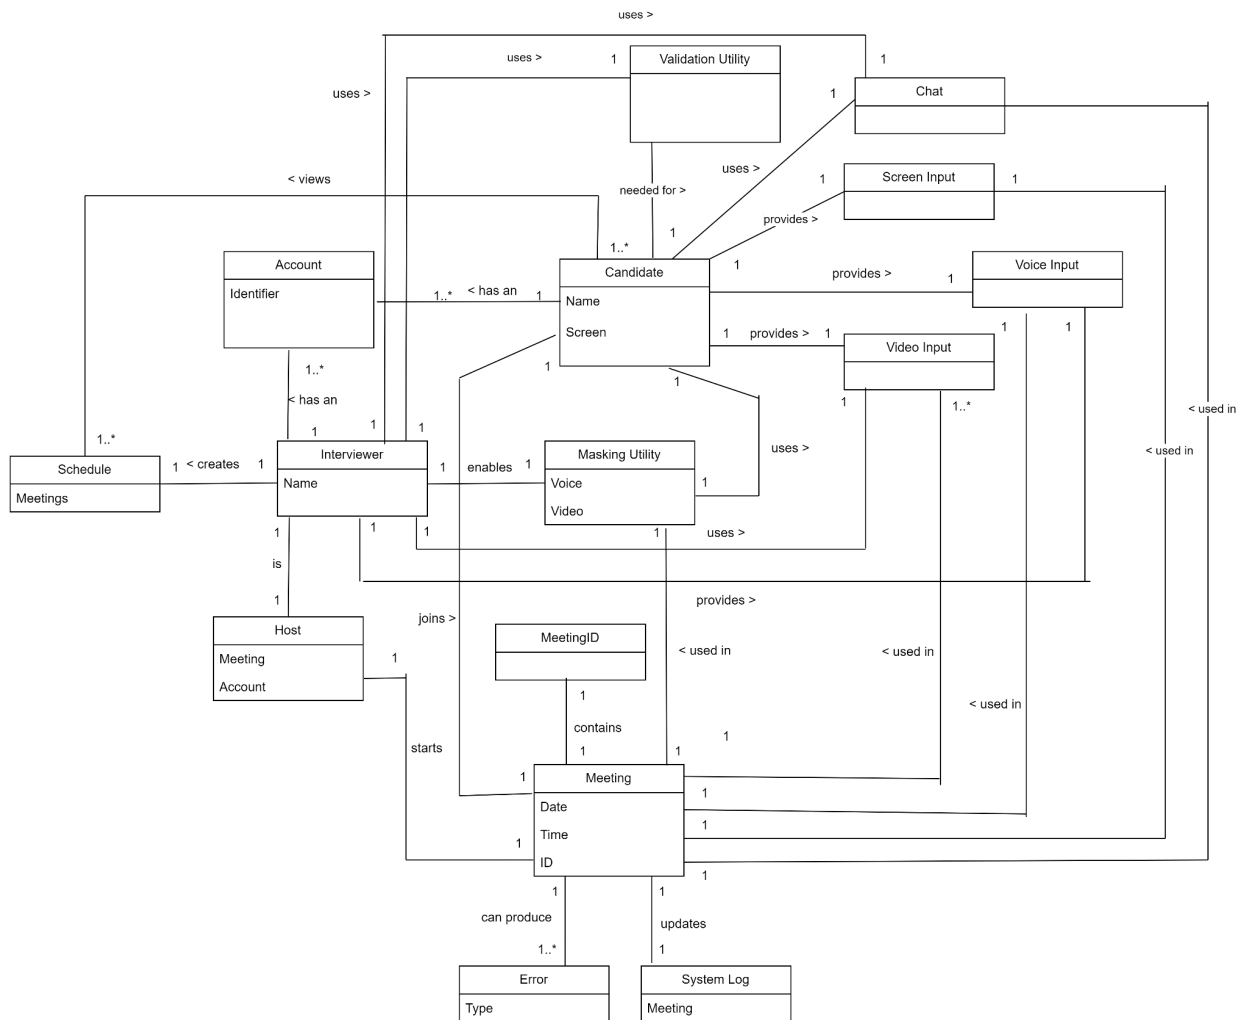 uses >
uses >
1
Validation Utility
1
uses >
1
Chat
uses >
< views
needed for >
1
Screen Input
1
provides >
1
1..*
1
Account
Identifier
1..*
< has an
1
Candidate
Name
Screen
provides >
1
Voice Input
1
provides >
1
1
1
Video Input
1..*
< has an
1
1
1
1..*
< used in
1
1
1
1..*
Schedule
Meetings
1
< creates
1
Interviewer
Name
1
enables
1
Masking Utility
Voice
Video
1
uses >
< used in
1
1
1
1
uses >
is
1
provides >
joins >
Host
Meeting
Account
1
MeetingID
1
< used in
< used in
< used in
contains
starts
1
1
1
1
Meeting
Date
Time
ID
1
1
1
1
1
can produce
1..*
1
updates
1
Error
Type
System Log
Meeting